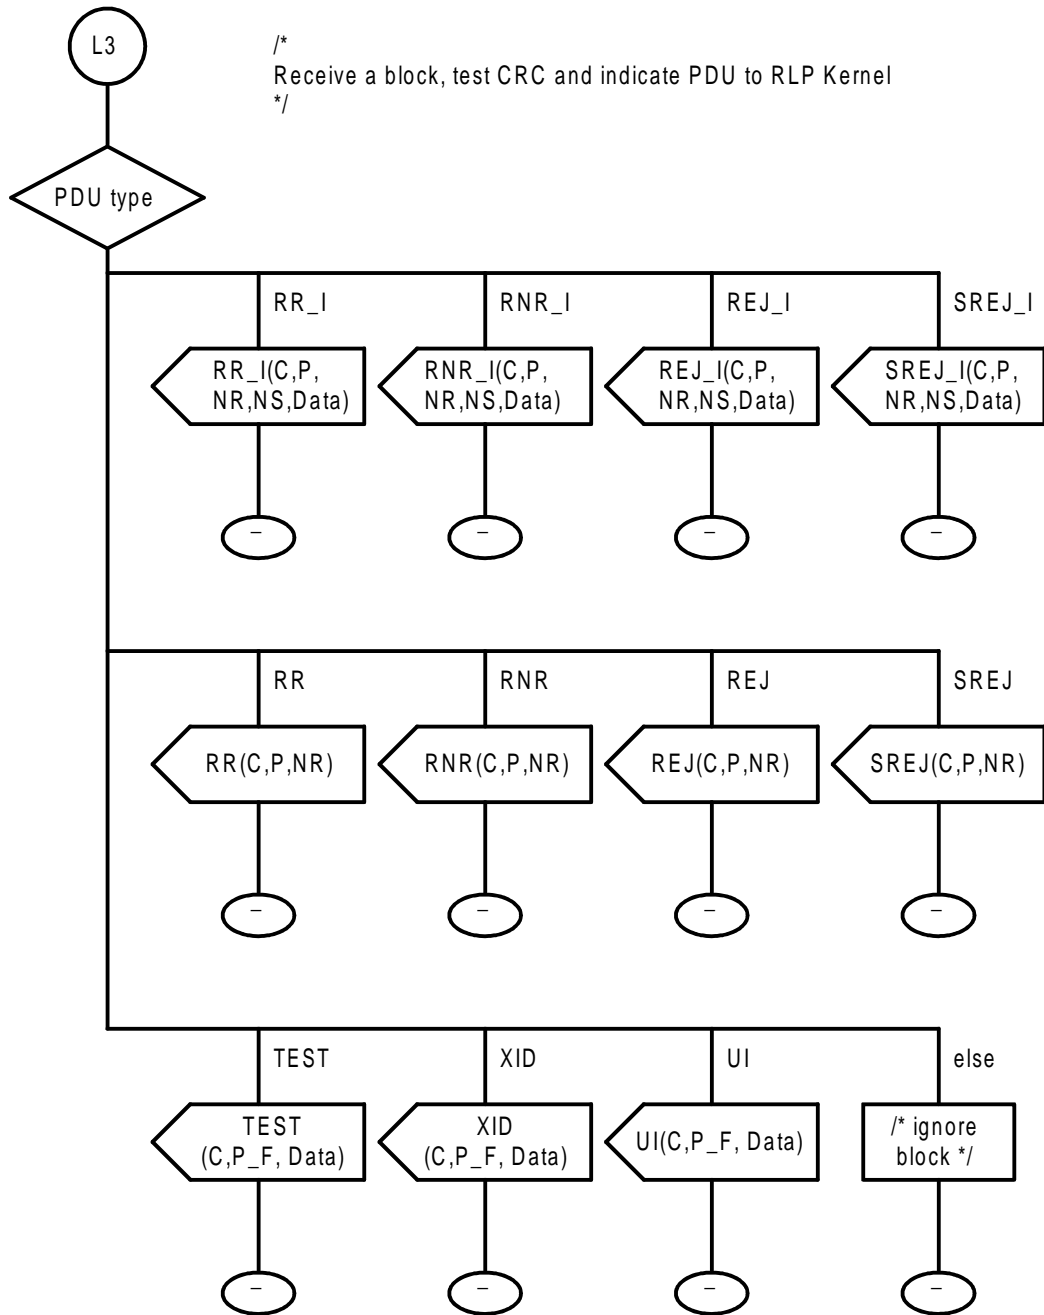 L3
/*
Receive a block, test CRC and indicate PDU to RLP Kernel
*/
PDU type
RR_I
RNR_I
REJ_I
SREJ_I
RR_I(C,P,
NR,NS,Data)
RNR_I(C,P,
NR,NS,Data)
REJ_I(C,P,
NR,NS,Data)
SREJ_I(C,P,
NR,NS,Data)
–
–
–
–
RR
RNR
REJ
SREJ
RR(C,P,NR)
RNR(C,P,NR)
REJ(C,P,NR)
SREJ(C,P,NR)
–
–
–
–
TEST
XID
UI
else
TEST
(C,P_F, Data)
XID
(C,P_F, Data)
UI(C,P_F, Data)
/* ignore
block */
–
–
–
–